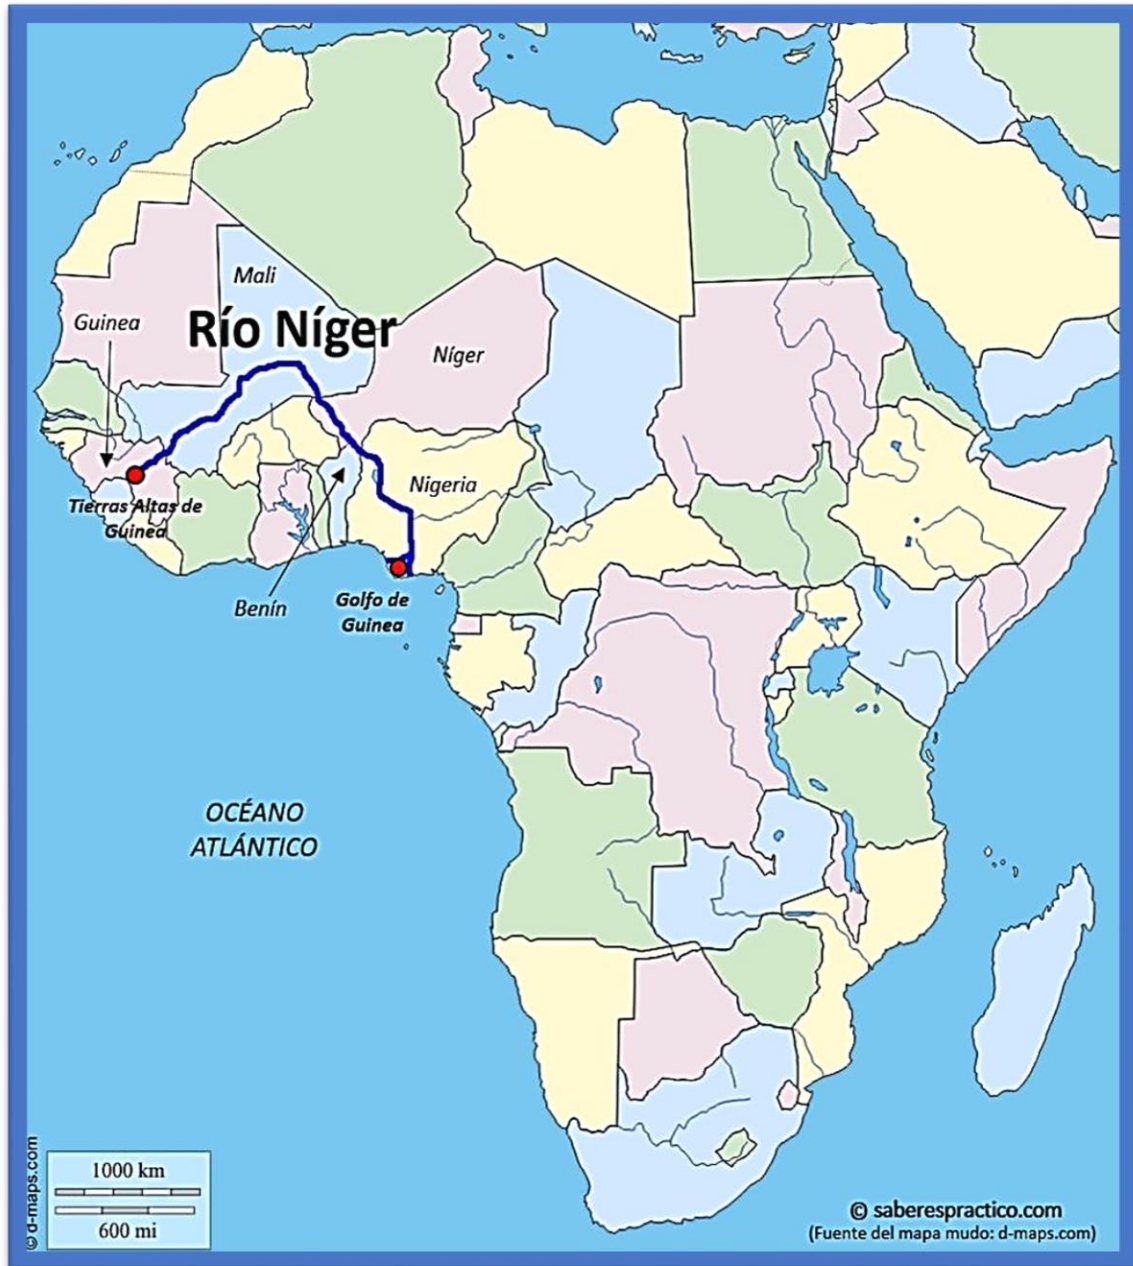 Mali
Río Níger
Guinea
Níger
Nigeria
Tierras Altas de
Guinea
Benín
Golfo de
Guinea
OCÉANO
ATLÁNTICO
1000 km
600 mi
© d-maps.com
© saberespractico.com
(Fuente del mapa mudo: d-maps.com)